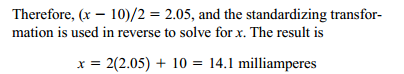 Therefore, (x − 10)/2 = 2.05, and the standardizing transfor-
mation is used in reverse to solve for x. The result is
x = 2(2.05) + 10 = 14.1 milliamperes